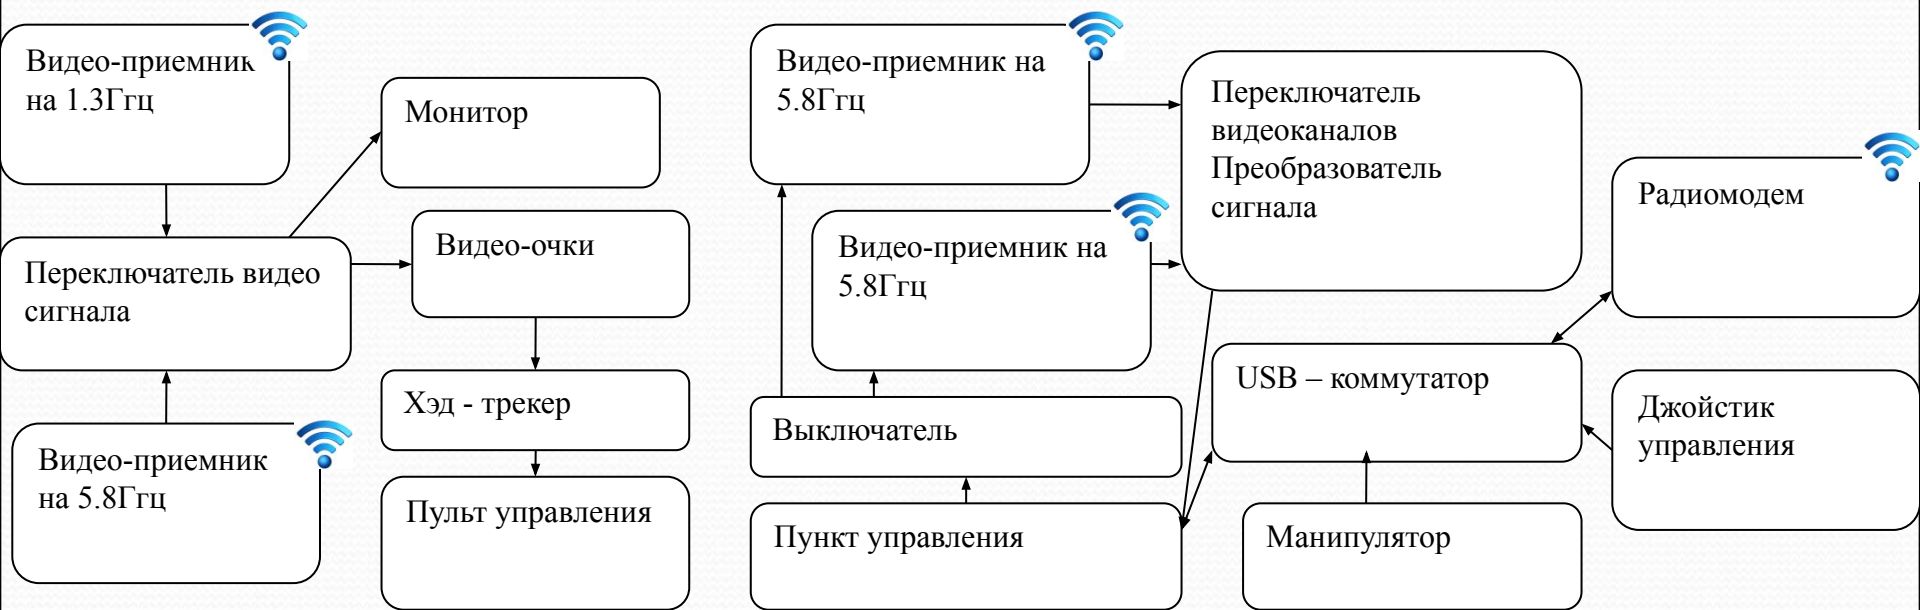 Видео-приемник
на 1.3Ггц
Монитор
Видео-очки
Переключатель видео
сигнала
Хэд - трекер
Видео-приемник
на 5.8Ггц
Пульт управления
Видео-приемник на
5.8Ггц
Переключатель
видеоканалов
Преобразователь
сигнала
Видео-приемник на
5.8Ггц
Радиомодем
USB – коммутатор
Выключатель
Джойстик
управления
Пункт управления
Манипулятор